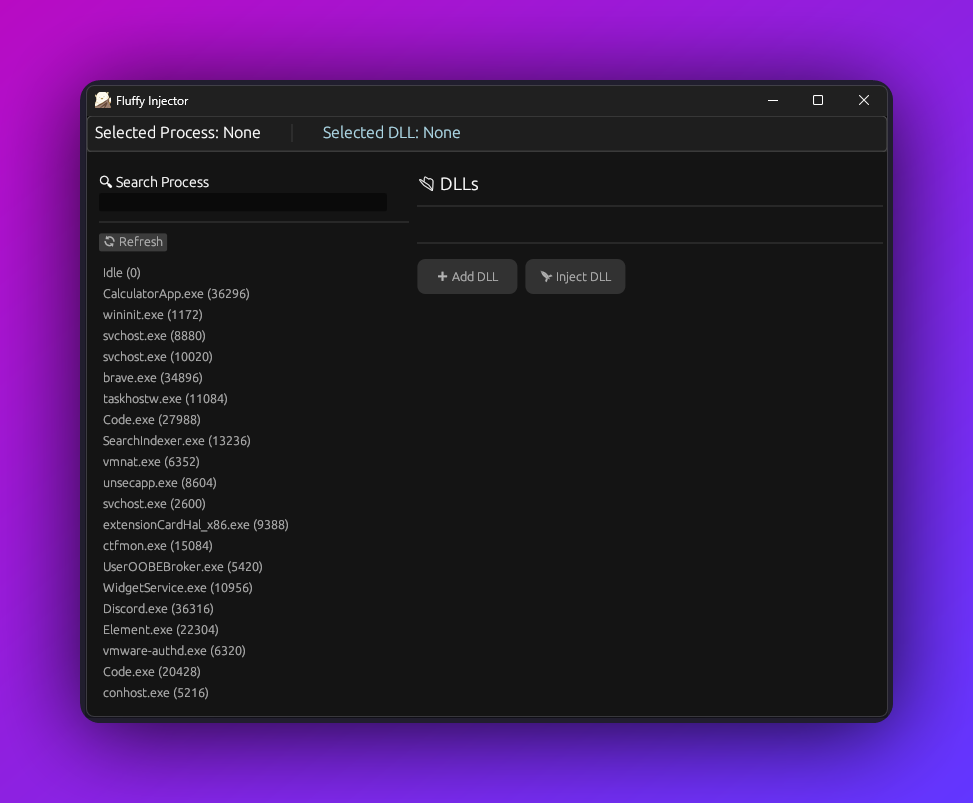 Fluffy Injector
Selected Process: None
Selected DLL: None
Search Process
Refresh
Idle (0)
CalculatorApp.exe (36296)
wininit.exe (1172)
svchost.exe (8880)
svchost.exe (10020)
brave.exe (34896)
taskhostw.exe (11084)
Code.exe (27988)
SearchIndexer.exe (13236)
vmnat.exe (6352)
unsecapp.exe (8604)
svchost.exe (2600)
extensionCardHal_x86.exe (9388)
ctfmon.exe (15084)
UserOOBEBroker.exe (5420)
WidgetService.exe (10956)
Discord.exe (36316)
Element.exe (22304)
vmware-authd.exe (6320)
Code.exe (20428)
conhost.exe (5216)
DLLs
Add DLL
Inject DLL